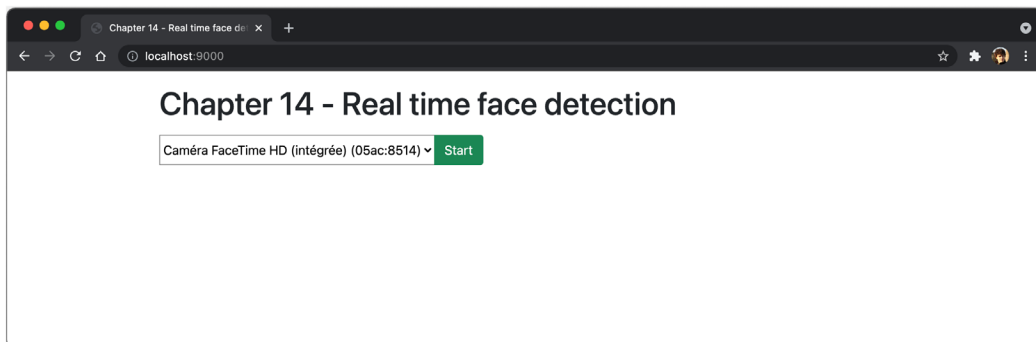 Chapter 14 - Real time face de
localhost:9000
Chapter 14 - Real time face detection
Caméra FaceTime HD (intégrée) (05ac:8514) Start